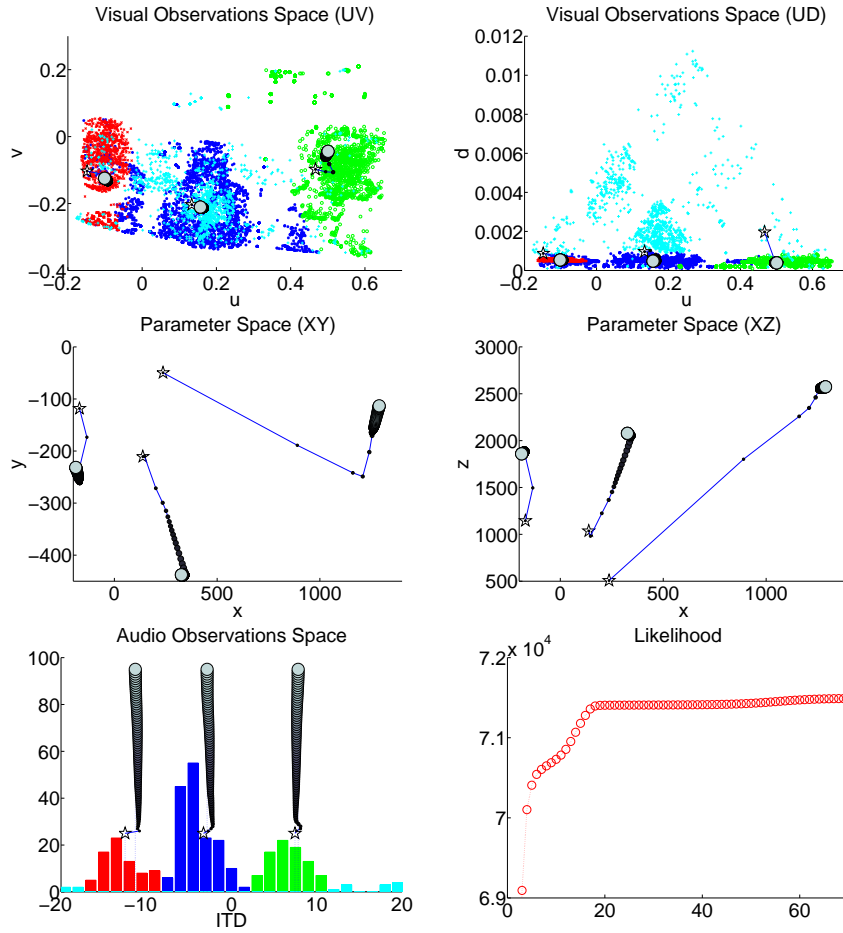 Visual Observations Space (UV)
Visual Observations Space (UD)
0.2
0
−0.2
−0.4
v
−0.2 0 0.2 0.4 0.6
u
0.012
0.01
0.008
0.006
0.004
0.002
0
d
−0.2 0 0.2 0.4 0.6 0.8
u
Parameter Space (XY)
Parameter Space (XZ)
0
−100
−200
−300
−400
y
0 500 1000
x
3000
2500
2000
1500
1000
500
z
0 500 1000
x
Audio Observations Space
Likelihood
100
80
60
40
20
0
−20 −10 0 10 20
ITD
x 10⁴
7.2
7.1
7.1
7
6.9
0 20 40 60